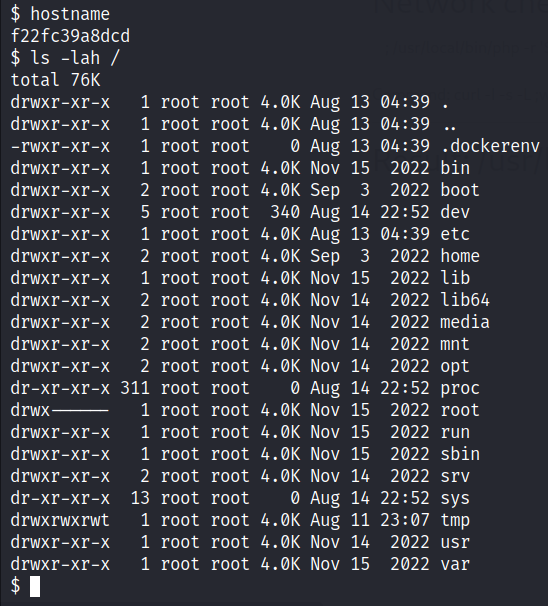 $ hostname
f22fc39a8dcd
$ ls -lah /
total 76K
drwxr-xr-x   1 root root 4.0K Aug 13 04:39 .
drwxr-xr-x   1 root root 4.0K Aug 13 04:39 ..
-rwxr-xr-x   1 root root    0 Aug 13 04:39 .dockerenv
drwxr-xr-x   1 root root 4.0K Nov 15  2022 bin
drwxr-xr-x   2 root root 4.0K Sep  3  2022 boot
drwxr-xr-x   5 root root  340 Aug 14 22:52 dev
drwxr-xr-x   1 root root 4.0K Aug 13 04:39 etc
drwxr-xr-x   2 root root 4.0K Sep  3  2022 home
drwxr-xr-x   1 root root 4.0K Nov 15  2022 lib
drwxr-xr-x   2 root root 4.0K Nov 14  2022 lib64
drwxr-xr-x   2 root root 4.0K Nov 14  2022 media
drwxr-xr-x   2 root root 4.0K Nov 14  2022 mnt
drwxr-xr-x   2 root root 4.0K Nov 14  2022 opt
dr-xr-xr-x 311 root root    0 Aug 14 22:52 proc
drwx------   1 root root 4.0K Nov 15  2022 root
drwxr-xr-x   1 root root 4.0K Nov 15  2022 run
drwxr-xr-x   1 root root 4.0K Nov 15  2022 sbin
drwxr-xr-x   2 root root 4.0K Nov 14  2022 srv
dr-xr-xr-x  13 root root    0 Aug 14 22:52 sys
drwxrwxrwt   1 root root 4.0K Aug 11 23:07 tmp
drwxr-xr-x   1 root root 4.0K Nov 14  2022 usr
drwxr-xr-x   1 root root 4.0K Nov 15  2022 var
$